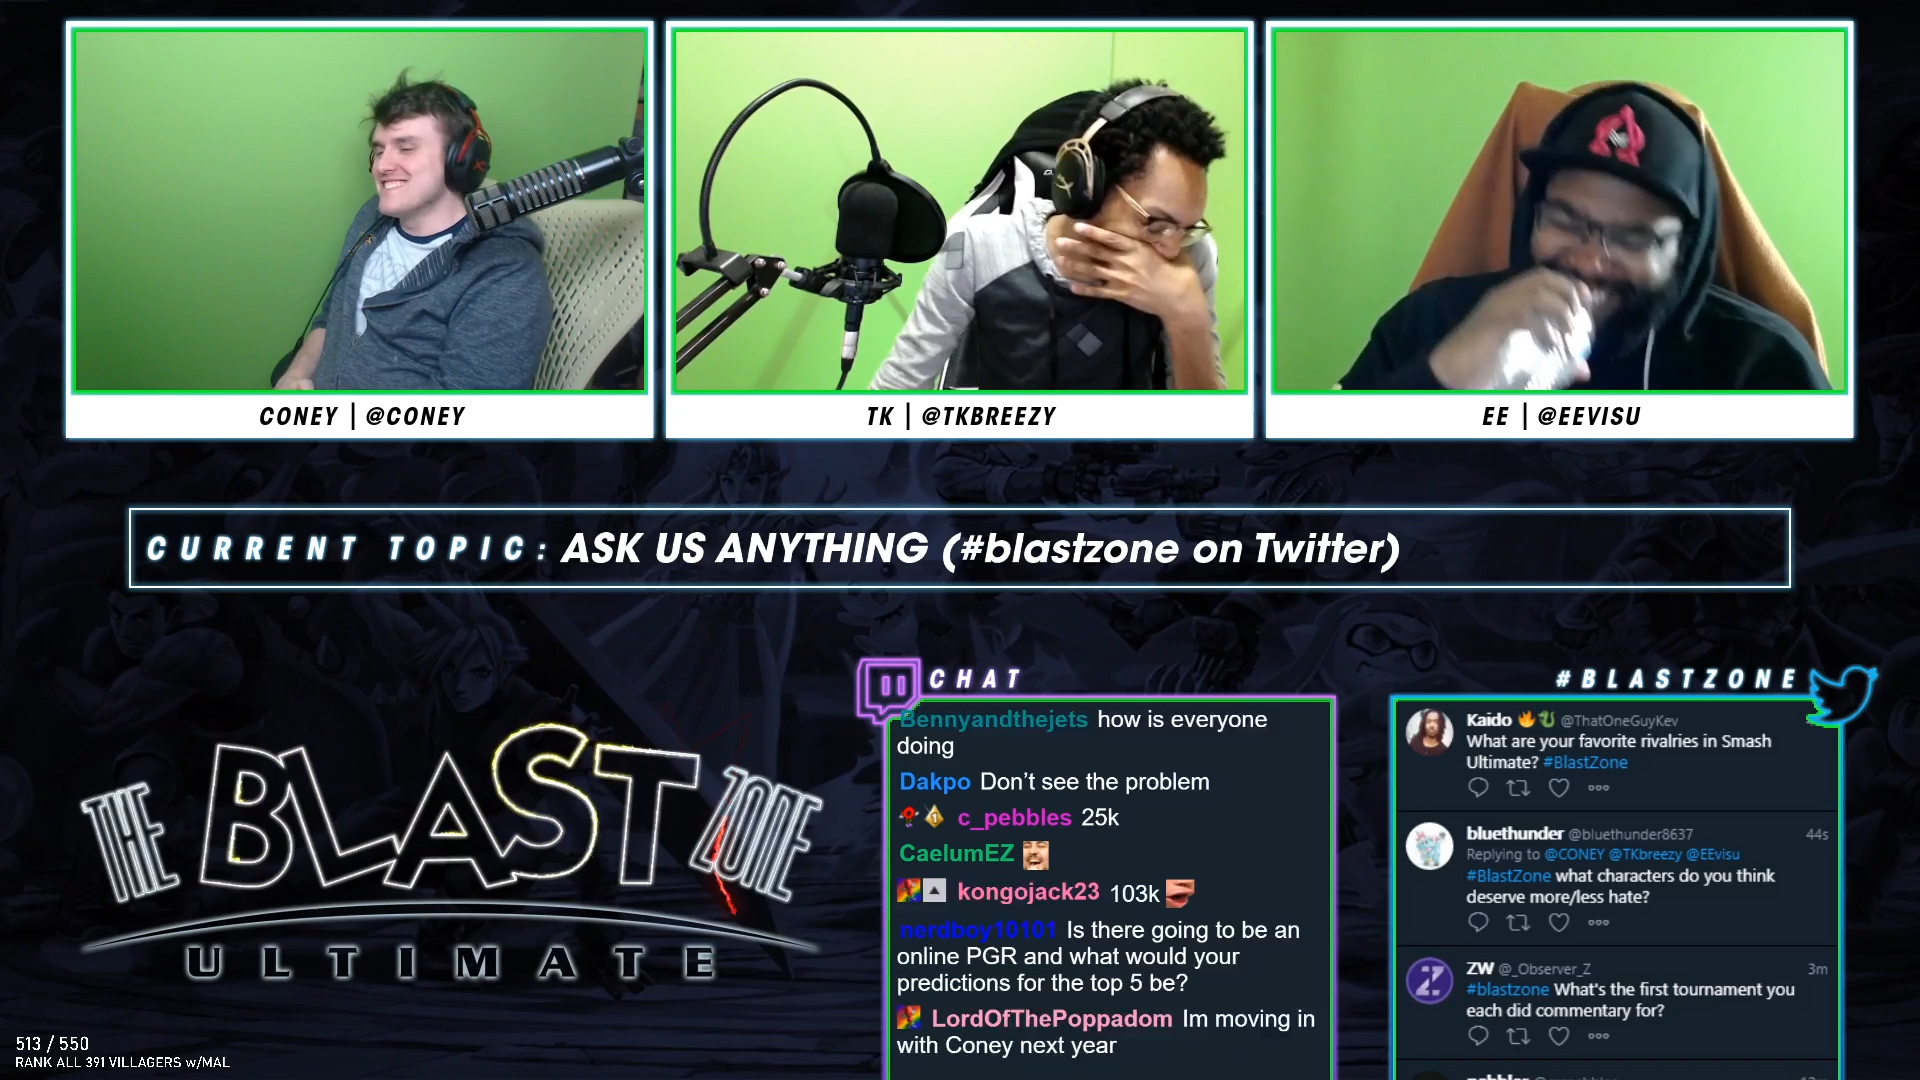 CONEY | @CONEY
TK | @TKBREEZY
EE | @EEVISU
CURRENT TOPIC: ASK US ANYTHING (#blastzone on Twitter)
THE BLAST ZONE
ULTIMATE
513 / 550
RANK ALL 391 VILLAGERS w/MAL
CHAT
Bennyandthejets how is everyone
doing
Dakpo Don’t see the problem
c_pebbles 25k
CaelumEZ
kongojack23 103k
nerdboy10101 Is there going to be an
online PGR and what would your
predictions for the top 5 be?
LordOfThePoppadom Im moving in
with Coney next year
#BLASTZONE
Kaido @ThatOneGuyKev
What are your favorite rivalries in Smash
Ultimate? #BlastZone
bluethunder @bluethunder8637 44s
Replying to @CONEY @TKbreezy @EEvisu
#BlastZone what characters do you think
deserve more/less hate?
ZW @_Observer_Z 3m
#blastzone What's the first tournament you
each did commentary for?